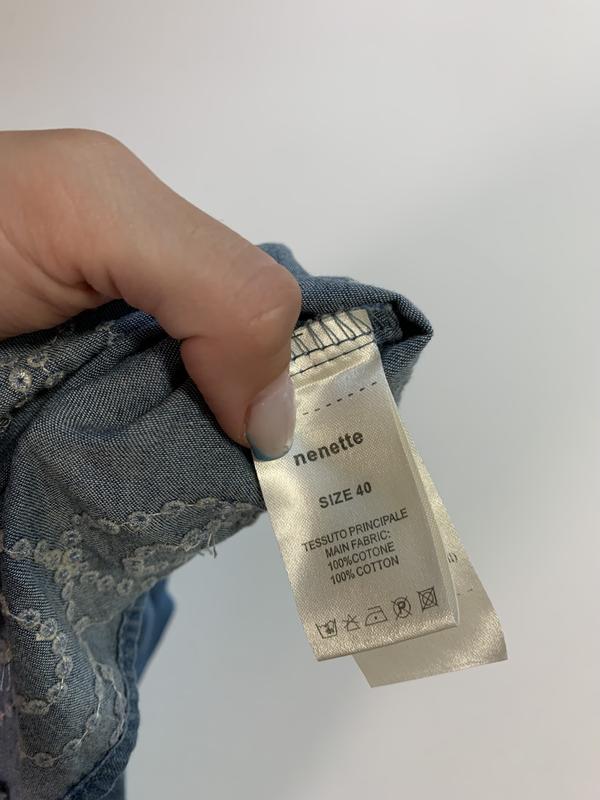 nenette
SIZE 40
TESSUTO PRINCIPALE
MAIN FABRIC:
100%COTONE
100% COTTON
P